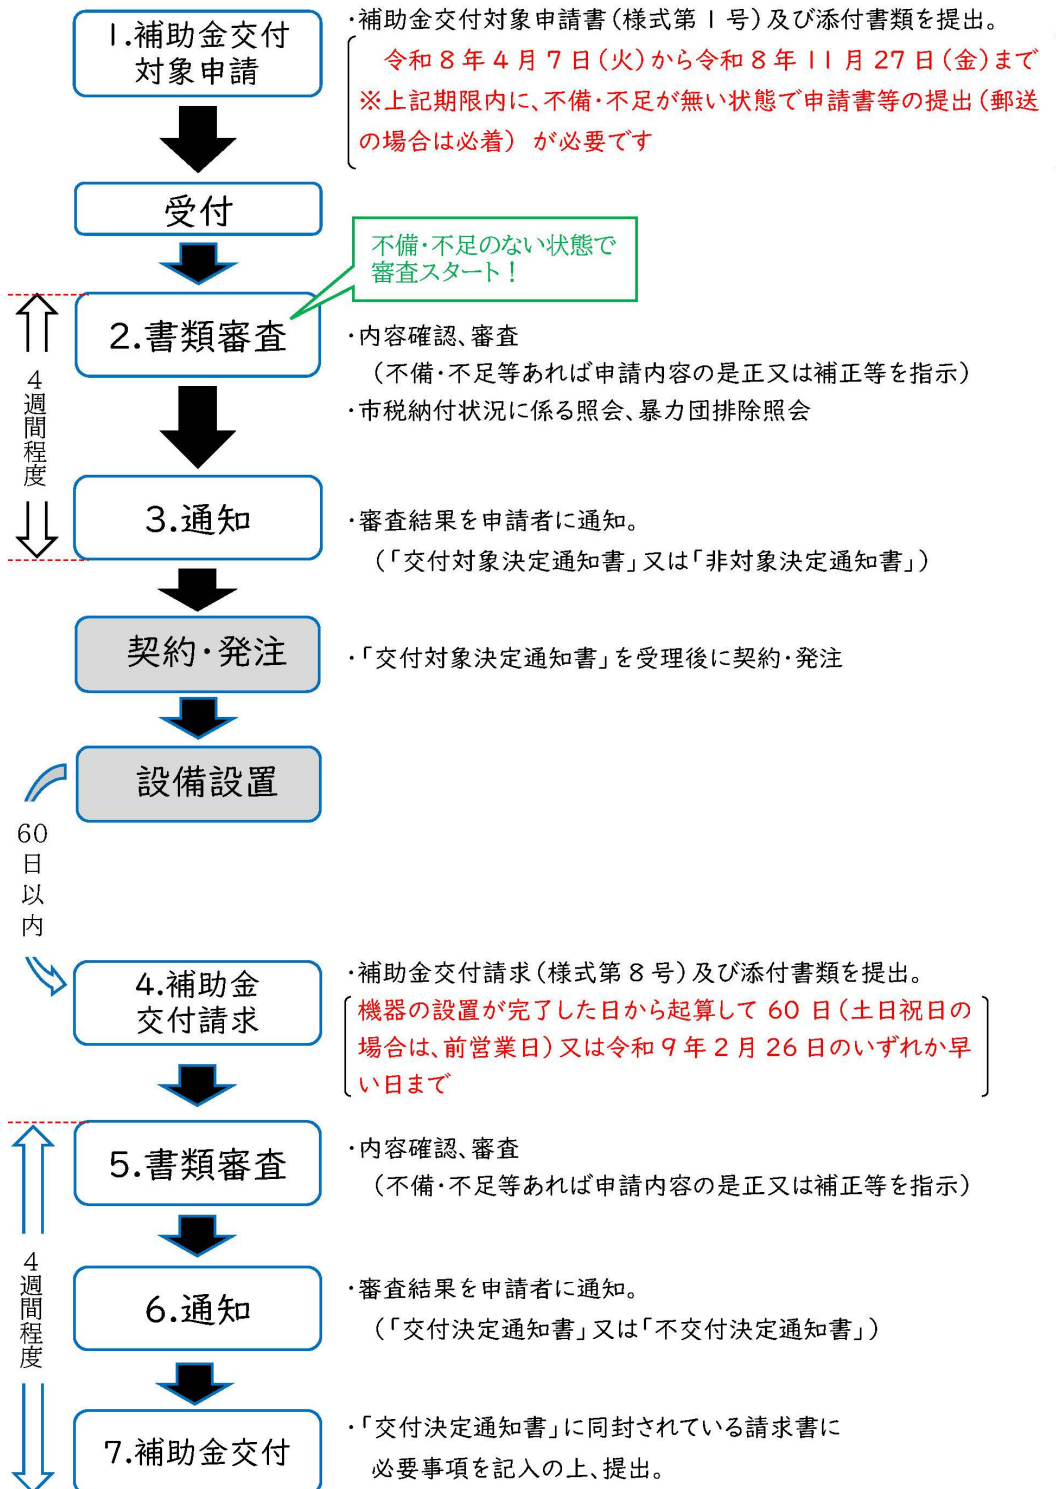 1.補助金交付
対象申請
・補助金交付対象申請書(様式第1号)及び添付書類を提出。
令和8年4月7日(火)から令和8年11月27日(金)まで
※上記期限内に、不備・不足が無い状態で申請書等の提出(郵送
の場合は必着) が必要です
受付
不備・不足のない状態で
審査スタート!
2.書類審査
・内容確認、審査
(不備・不足等あれば申請内容の是正又は補正等を指示)
・市税納付状況に係る照会、暴力団排除照会
4週間程度
3.通知
・審査結果を申請者に通知。
(「交付対象決定通知書」又は「非対象決定通知書」)
契約・発注
・「交付対象決定通知書」を受理後に契約・発注
設備設置
60
日
以
内
4.補助金
交付請求
・補助金交付請求(様式第8号)及び添付書類を提出。
機器の設置が完了した日から起算して60日(土日祝日の
場合は、前営業日)又は令和9年2月26日のいずれか早
い日まで
5.書類審査
・内容確認、審査
(不備・不足等あれば申請内容の是正又は補正等を指示)
4週間程度
6.通知
・審査結果を申請者に通知。
(「交付決定通知書」又は「不交付決定通知書」)
7.補助金交付
・「交付決定通知書」に同封されている請求書に
必要事項を記入の上、提出。